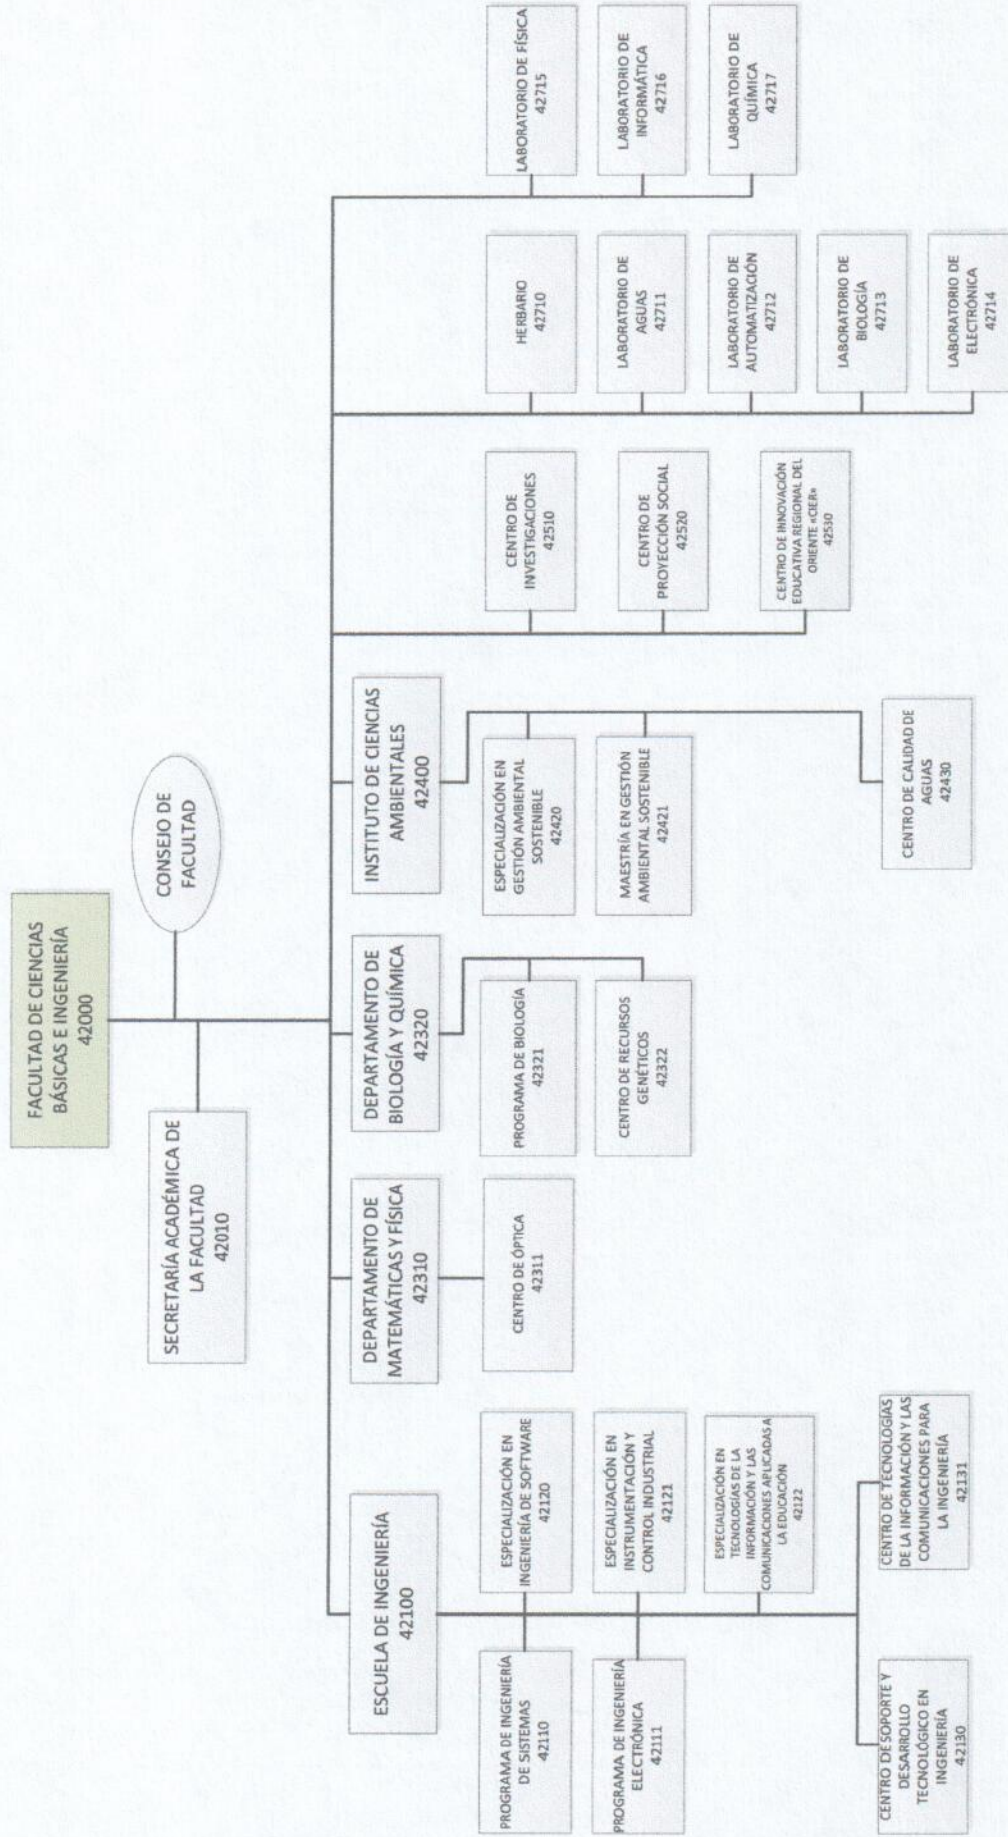 FACULTAD DE CIENCIAS
BÁSICAS E INGENIERÍA
42000
CONSEJO DE
FACULTAD
SECRETARÍA ACADÉMICA DE
LA FACULTAD
42010
ESCUELA DE INGENIERÍA
42100
PROGRAMA DE INGENIERÍA
DE SISTEMAS
42110
PROGRAMA DE INGENIERÍA
ELECTRÓNICA
42111
ESPECIALIZACIÓN EN
INGENIERÍA DE SOFTWARE
42120
ESPECIALIZACIÓN EN
INSTRUMENTACIÓN Y
CONTROL INDUSTRIAL
42121
ESPECIALIZACIÓN EN
TECNOLOGÍAS DE LA
INFORMACIÓN Y LAS
COMUNICACIONES APLICADAS A
LA EDUCACIÓN
42122
CENTRO DE SOPORTE Y
DESARROLLO
TECNOLÓGICO EN
INGENIERÍA
42130
CENTRO DE TECNOLOGÍAS
DE LA INFORMACIÓN Y LAS
COMUNICACIONES PARA
LA INGENIERÍA
42131
DEPARTAMENTO DE
MATEMÁTICAS Y FÍSICA
42310
CENTRO DE ÓPTICA
42311
DEPARTAMENTO DE
BIOLOGÍA Y QUÍMICA
42320
PROGRAMA DE BIOLOGÍA
42321
CENTRO DE RECURSOS
GENÉTICOS
42322
INSTITUTO DE CIENCIAS
AMBIENTALES
42400
ESPECIALIZACIÓN EN
GESTIÓN AMBIENTAL
SOSTENIBLE
42420
MAESTRÍA EN GESTIÓN
AMBIENTAL SOSTENIBLE
42421
CENTRO DE CALIDAD DE
AGUAS
42430
CENTRO DE
INVESTIGACIONES
42510
CENTRO DE
PROYECCIÓN SOCIAL
42520
CENTRO DE INNOVACIÓN
EDUCATIVA REGIONAL DEL
ORIENTE «CIER»
42530
HERBARIO
42710
LABORATORIO DE
AGUAS
42711
LABORATORIO DE
AUTOMATIZACIÓN
42712
LABORATORIO DE
BIOLOGÍA
42713
LABORATORIO DE
ELECTRÓNICA
42714
LABORATORIO DE FÍSICA
42715
LABORATORIO DE
INFORMÁTICA
42716
LABORATORIO DE
QUÍMICA
42717